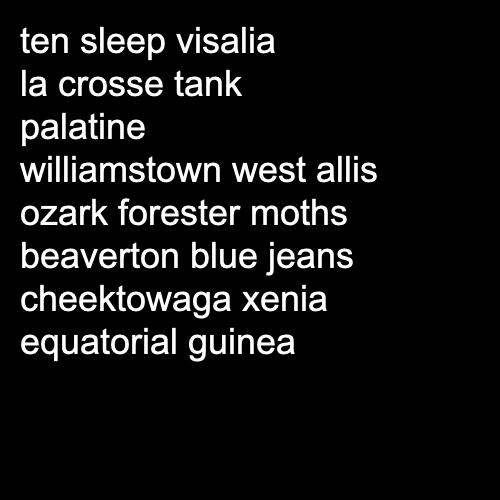 ten sleep visalia
la crosse tank
palatine
williamstown west allis
ozark forester moths
beaverton blue jeans
cheektowaga xenia
equatorial guinea